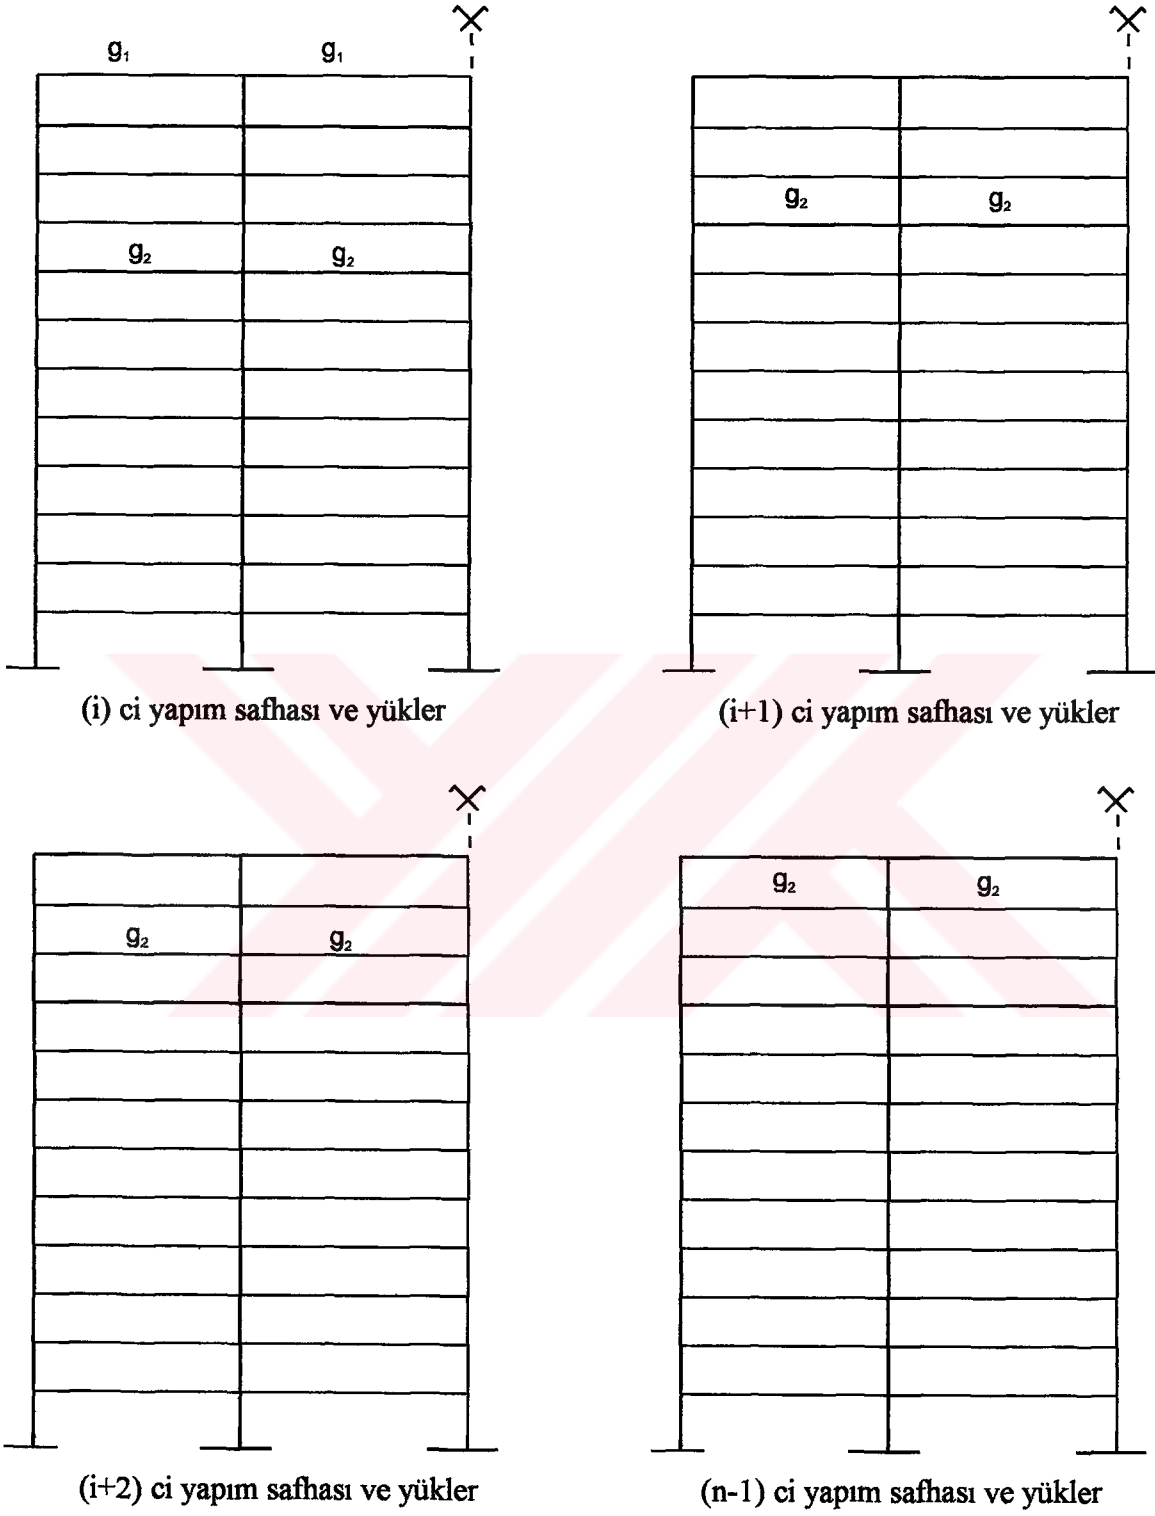 g₁ g₁
g₂ g₂
g₂ g₂
(i) ci yapım safhası ve yükler
(i+1) ci yapım safhası ve yükler
g₂ g₂
g₂ g₂
(i+2) ci yapım safhası ve yükler
(n-1) ci yapım safhası ve yükler